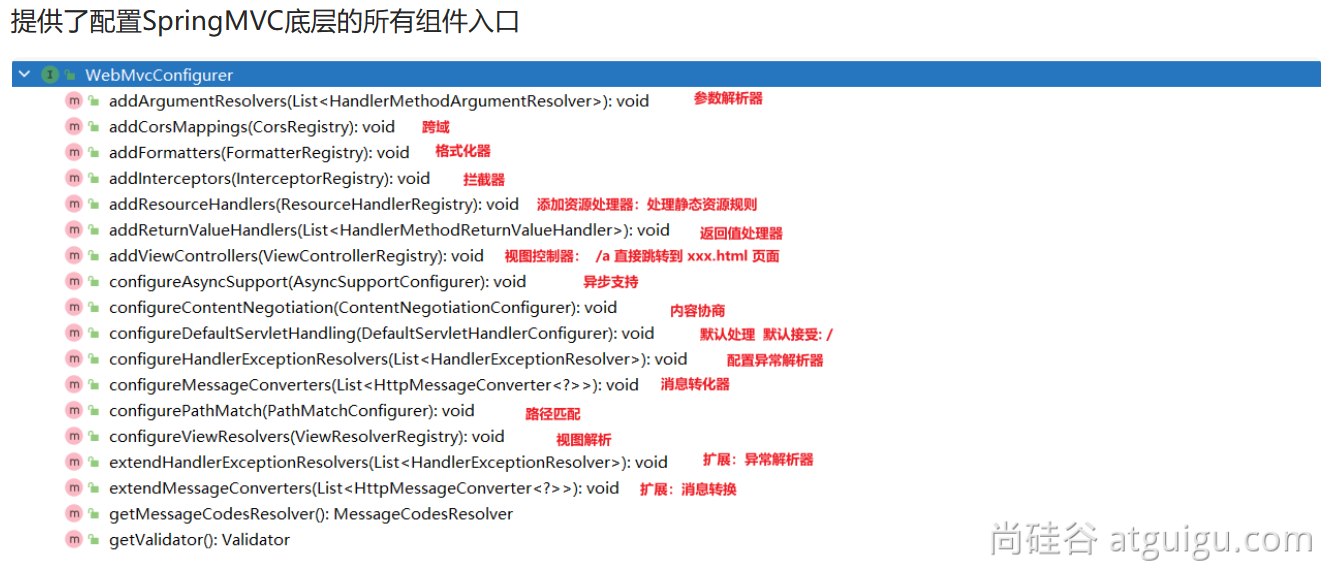 提供了配置SpringMVC底层的所有组件入口
I WebMvcConfigurer
m addArgumentResolvers(List<HandlerMethodArgumentResolver>): void 参数解析器
m addCorsMappings(CorsRegistry): void 跨域
m addFormatters(FormatterRegistry): void 格式化器
m addInterceptors(InterceptorRegistry): void 拦截器
m addResourceHandlers(ResourceHandlerRegistry): void 添加资源处理器：处理静态资源规则
m addReturnValueHandlers(List<HandlerMethodReturnValueHandler>): void 返回值处理器
m addViewControllers(ViewControllerRegistry): void 视图控制器： /a 直接跳转到 xxx.html 页面
m configureAsyncSupport(AsyncSupportConfigurer): void 异步支持
m configureContentNegotiation(ContentNegotiationConfigurer): void 内容协商
m configureDefaultServletHandling(DefaultServletHandlerConfigurer): void 默认处理 默认接受: /
m configureHandlerExceptionResolvers(List<HandlerExceptionResolver>): void 配置异常解析器
m configureMessageConverters(List<HttpMessageConverter<?>>): void 消息转化器
m configurePathMatch(PathMatchConfigurer): void 路径匹配
m configureViewResolvers(ViewResolverRegistry): void 视图解析
m extendHandlerExceptionResolvers(List<HandlerExceptionResolver>): void 扩展：异常解析器
m extendMessageConverters(List<HttpMessageConverter<?>>): void 扩展：消息转换
m getMessageCodesResolver(): MessageCodesResolver
m getValidator(): Validator
尚硅谷 atguigu.com